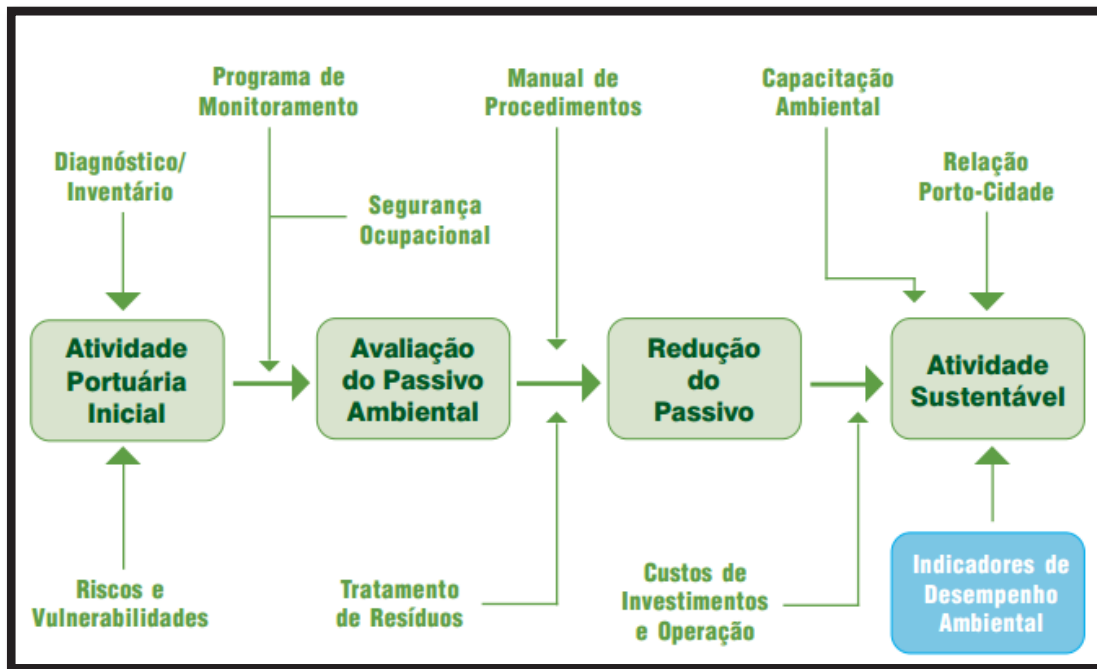 Programa de
Monitoramento
Manual de
Procedimentos
Capacitação
Ambiental
Diagnóstico/
Inventário
Segurança
Ocupacional
Relação
Porto-Cidade
Atividade
Portuária
Inicial
Avaliação
do Passivo
Ambiental
Redução
do
Passivo
Atividade
Sustentável
Riscos e
Vulnerabilidades
Tratamento
de Resíduos
Custos de
Investimentos
e Operação
Indicadores de
Desempenho
Ambiental